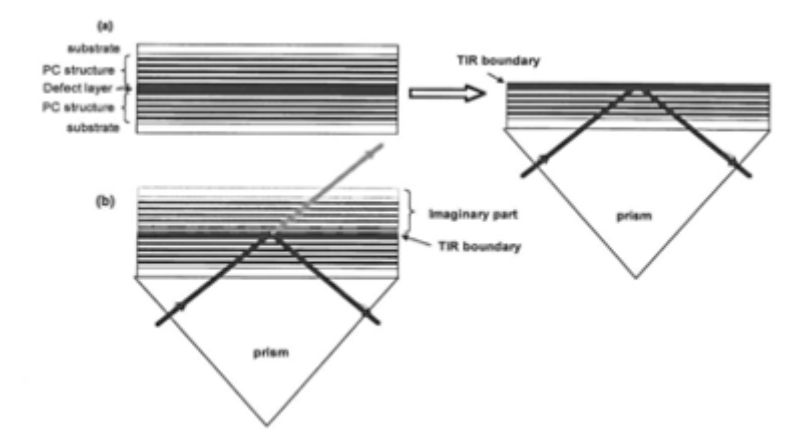 (a)
substrate
PC structure
Defect layer
PC structure
substrate
TIR boundary
prism
(b)
Imaginary part
TIR boundary
prism